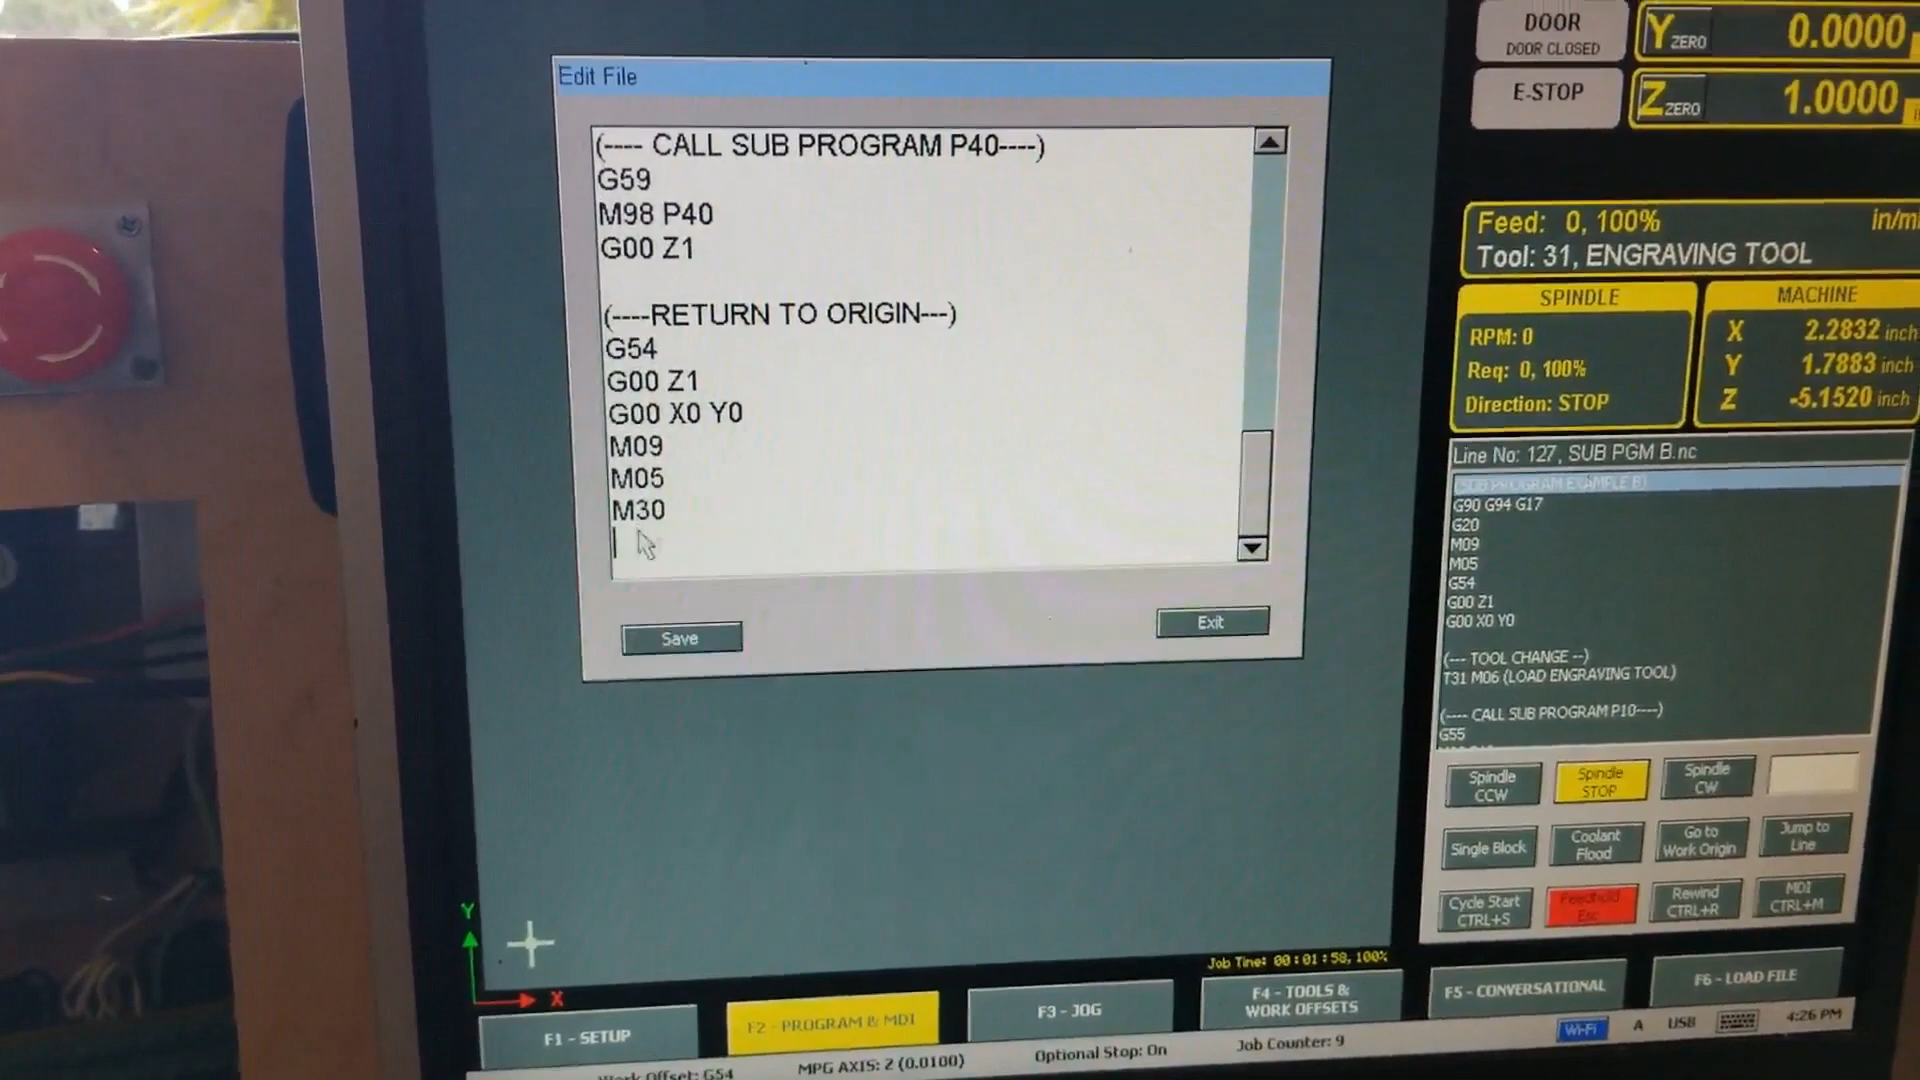 Edit File
(---- CALL SUB PROGRAM P40----)
G59
M98 P40
G00 Z1
(----RETURN TO ORIGIN---)
G54
G00 Z1
G00 X0 Y0
M09
M05
M30
Save
Exit
DOOR
DOOR CLOSED
Y ZERO 0.0000
E-STOP
Z ZERO 1.0000
Feed: 0, 100%
Tool: 31, ENGRAVING TOOL
SPINDLE
RPM: 0
Req: 0, 100%
Direction: STOP
MACHINE
X 2.2832 inch
Y 1.7883 inch
Z -5.1520 inch
Line No: 127, SUB PGM B.nc
(SUB PROGRAM EXAMPLE B)
G90 G94 G17
G20
M09
M05
G54
G00 Z1
G00 X0 Y0
(--- TOOL CHANGE --)
T31 M06 (LOAD ENGRAVING TOOL)
(---- CALL SUB PROGRAM P10----)
G55
Spindle CCW
Spindle STOP
Spindle CW
Single Block
Coolant Flood
Go to Work Origin
Jump to Line
Cycle Start CTRL+S
Feedhold Esc
Rewind CTRL+R
MDI CTRL+M
Y
X
Job Time: 00:01:58, 100%
F1 - SETUP
F2 - PROGRAM & MDI
F3 - JOG
F4 - TOOLS & WORK OFFSETS
F5 - CONVERSATIONAL
F6 - LOAD FILE
Work Offset: G54
MPG AXIS: Z (0.0100)
Optional Stop: On
Job Counter: 9
Wi-Fi
A
USB
4:26 PM